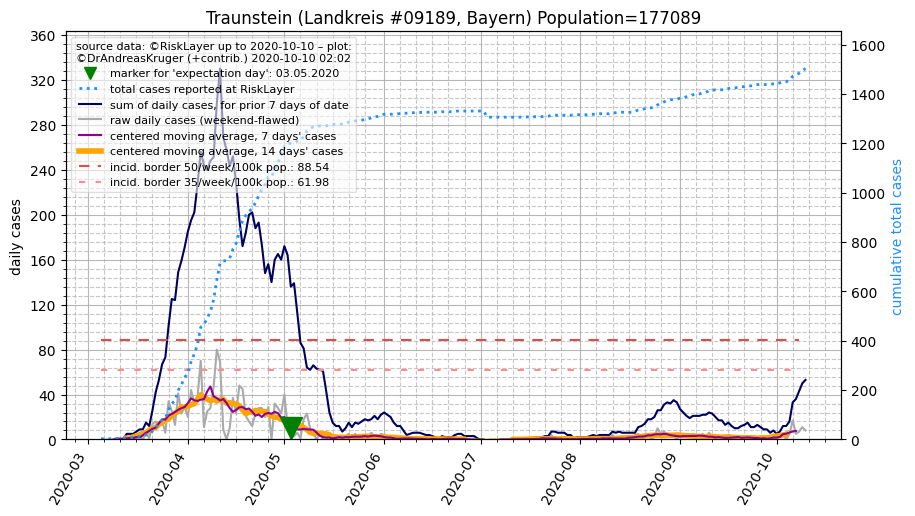 Traunstein (Landkreis #09189, Bayern) Population=177089
source data: ©RiskLayer up to 2020-10-10 – plot:
©DrAndreasKruger (+contrib.) 2020-10-10 02:02
marker for 'expectation day': 03.05.2020
total cases reported at RiskLayer
sum of daily cases, for prior 7 days of date
raw daily cases (weekend-flawed)
centered moving average, 7 days' cases
centered moving average, 14 days' cases
incid. border 50/week/100k pop.: 88.54
incid. border 35/week/100k pop.: 61.98
daily cases
360
320
280
240
200
160
120
80
40
0
cumulative total cases
1600
1400
1200
1000
800
600
400
200
0
2020-03
2020-04
2020-05
2020-06
2020-07
2020-08
2020-09
2020-10